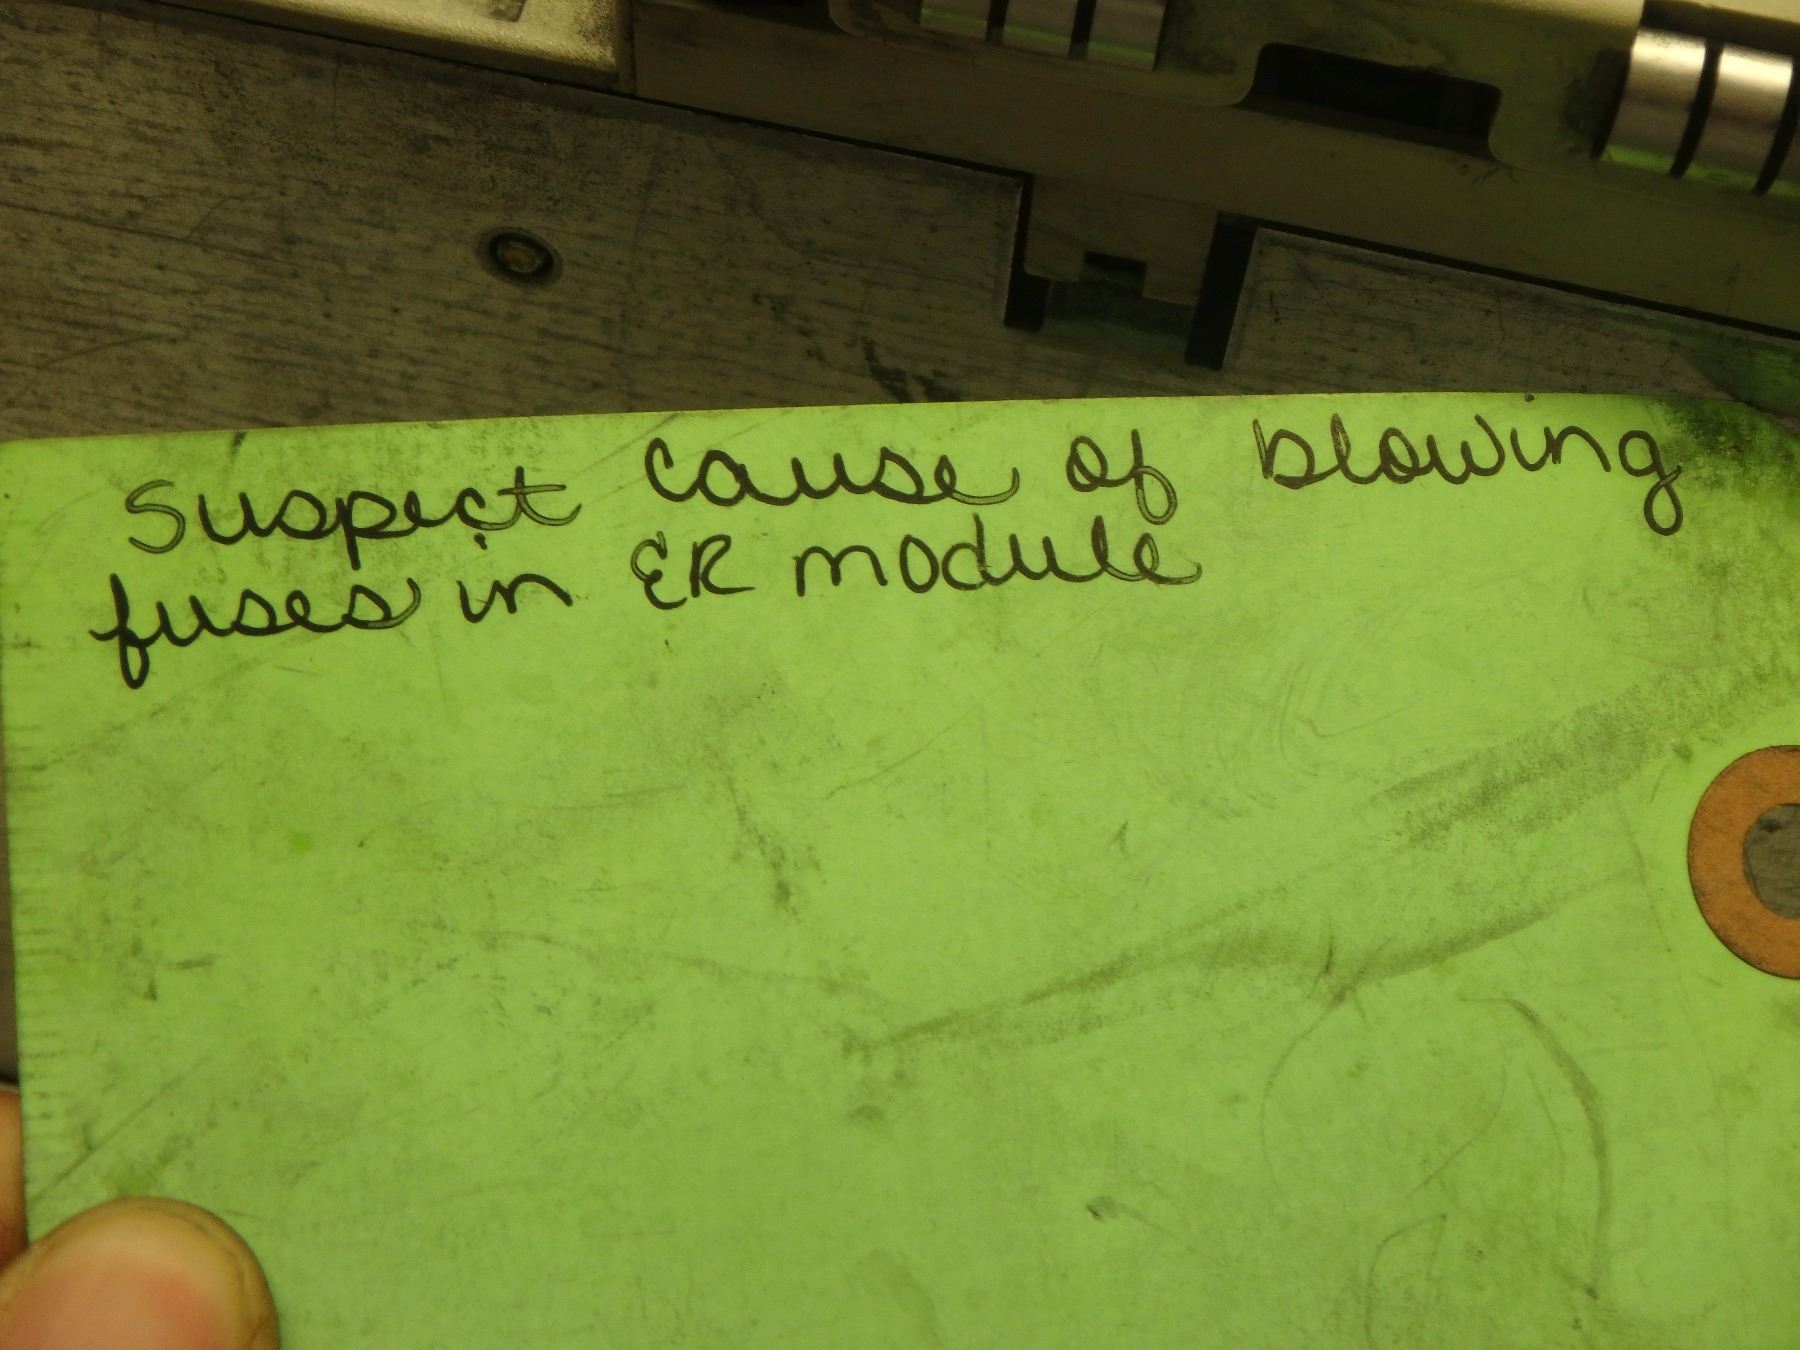 Suspect cause of blowing
fuses in ER module